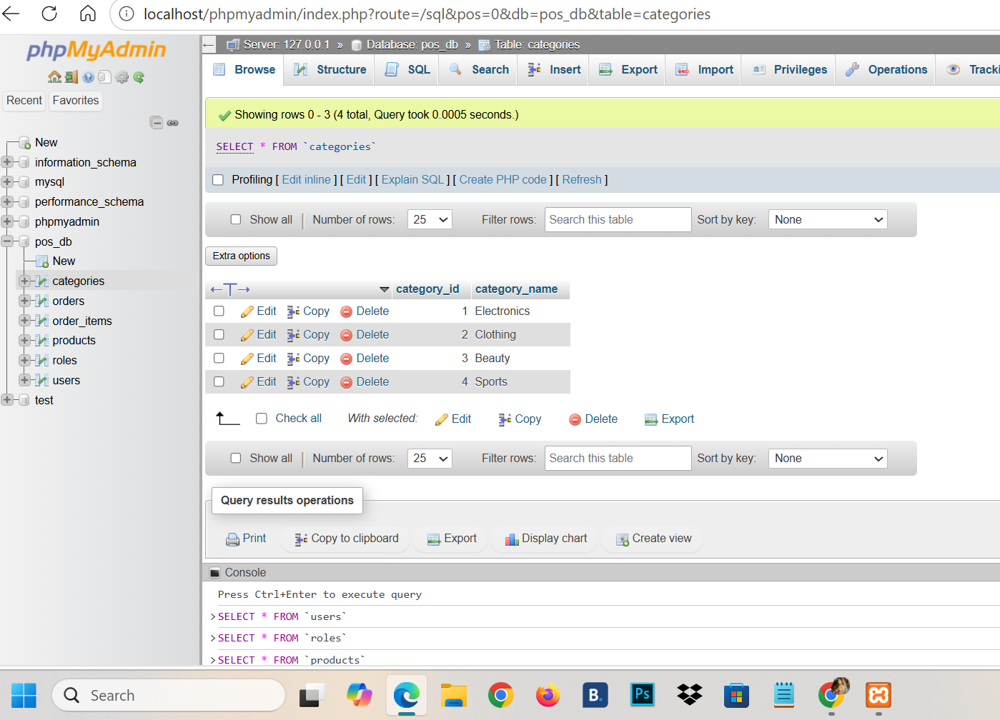 localhost/phpmyadmin/index.php?route=/sql&pos=0&db=pos_db&table=categories
phpMyAdmin
Recent Favorites
New
information_schema
mysql
performance_schema
phpmyadmin
pos_db
New
categories
orders
order_items
products
roles
users
test
Server: 127.0.0.1 » Database: pos_db » Table: categories
Browse Structure SQL Search Insert Export Import Privileges Operations Tracki
Showing rows 0 - 3 (4 total, Query took 0.0005 seconds.)
SELECT * FROM `categories`
Profiling [ Edit inline ] [ Edit ] [ Explain SQL ] [ Create PHP code ] [ Refresh ]
Show all | Number of rows: 25 Filter rows: Search this table Sort by key: None
Extra options
←T→ category_id category_name
Edit Copy Delete 1 Electronics
Edit Copy Delete 2 Clothing
Edit Copy Delete 3 Beauty
Edit Copy Delete 4 Sports
Check all With selected: Edit Copy Delete Export
Show all | Number of rows: 25 Filter rows: Search this table Sort by key: None
Query results operations
Print Copy to clipboard Export Display chart Create view
Console
Press Ctrl+Enter to execute query
>SELECT * FROM `users`
>SELECT * FROM `roles`
>SELECT * FROM `products`
Search B. Ps